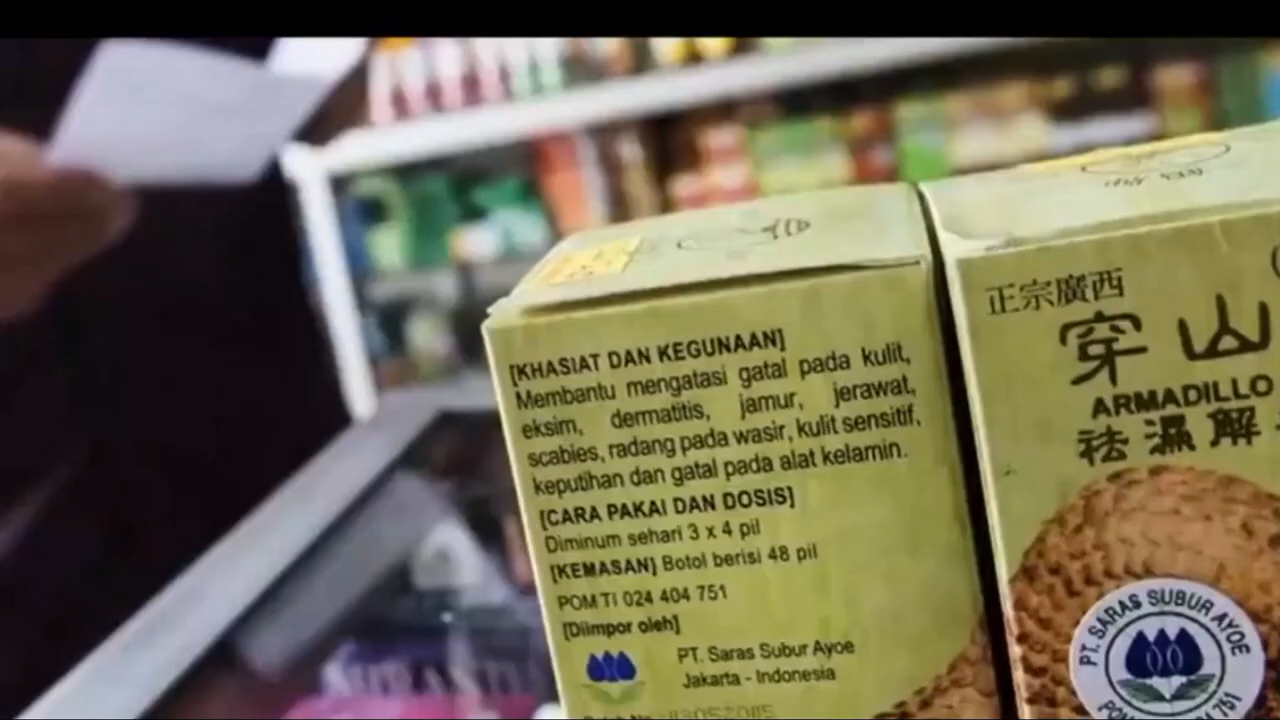 [KHASIAT DAN KEGUNAAN]
Membantu mengatasi gatal pada kulit,
eksim, dermatitis, jamur, jerawat,
scabies, radang pada wasir, kulit sensitif,
keputihan dan gatal pada alat kelamin.
[CARA PAKAI DAN DOSIS]
Diminum sehari 3 x 4 pil
[KEMASAN] Botol berisi 48 pil
POM TI 024 404 751
[Diimpor oleh]
PT. Saras Subur Ayoe
Jakarta - Indonesia
正宗廣西
穿山
ARMADILLO
祛濕解
PT. SARAS SUBUR AYOE
POM
751